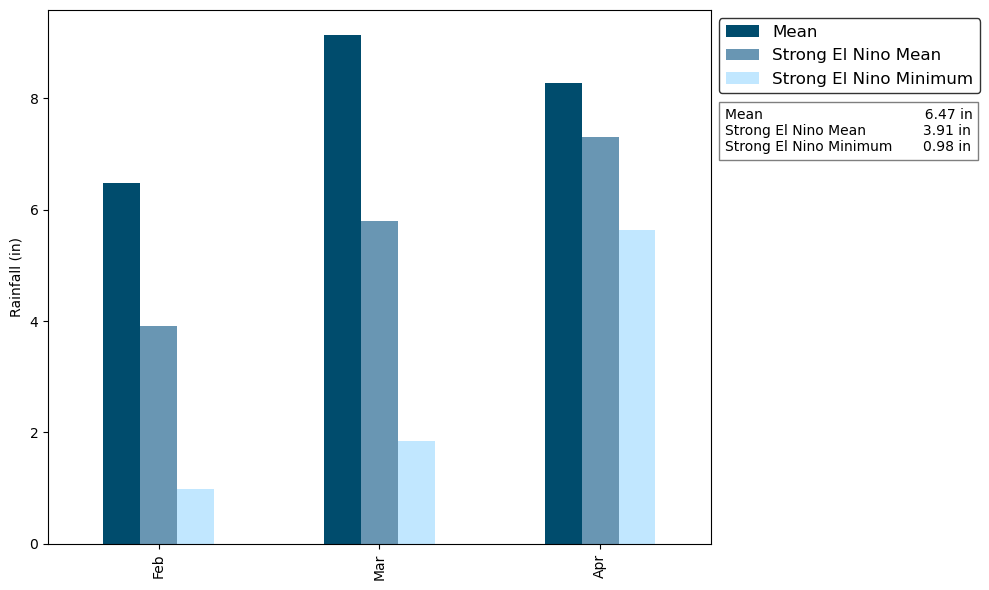 Mean
Strong El Nino Mean
Strong El Nino Minimum
Mean 6.47 in
Strong El Nino Mean 3.91 in
Strong El Nino Minimum 0.98 in
Rainfall (in)
8
6
4
2
0
Feb
Mar
Apr